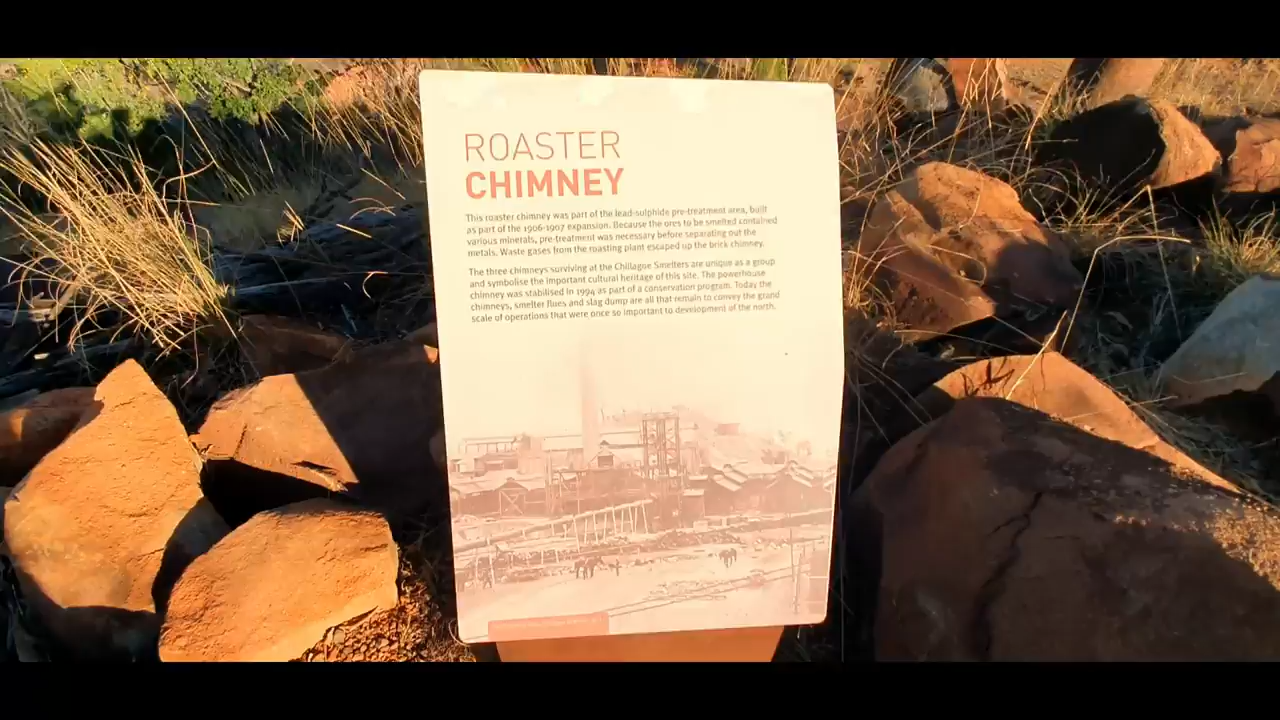 ROASTER
CHIMNEY
This roaster chimney was part of the lead-sulphide pre-treatment area, built
as part of the 1906-1907 expansion. Because the ores to be smelted contained
various minerals, pre-treatment was necessary before separating out the
metals. Waste gases from the roasting plant escaped up the brick chimney.
The three chimneys surviving at the Chillagoe Smelters are unique as a group
and symbolise the important cultural heritage of this site. The powerhouse
chimney was stabilised in 1994 as part of a conservation program. Today the
chimneys, smelter flues and slag dump are all that remain to convey the grand
scale of operations that were once so important to development of the north.